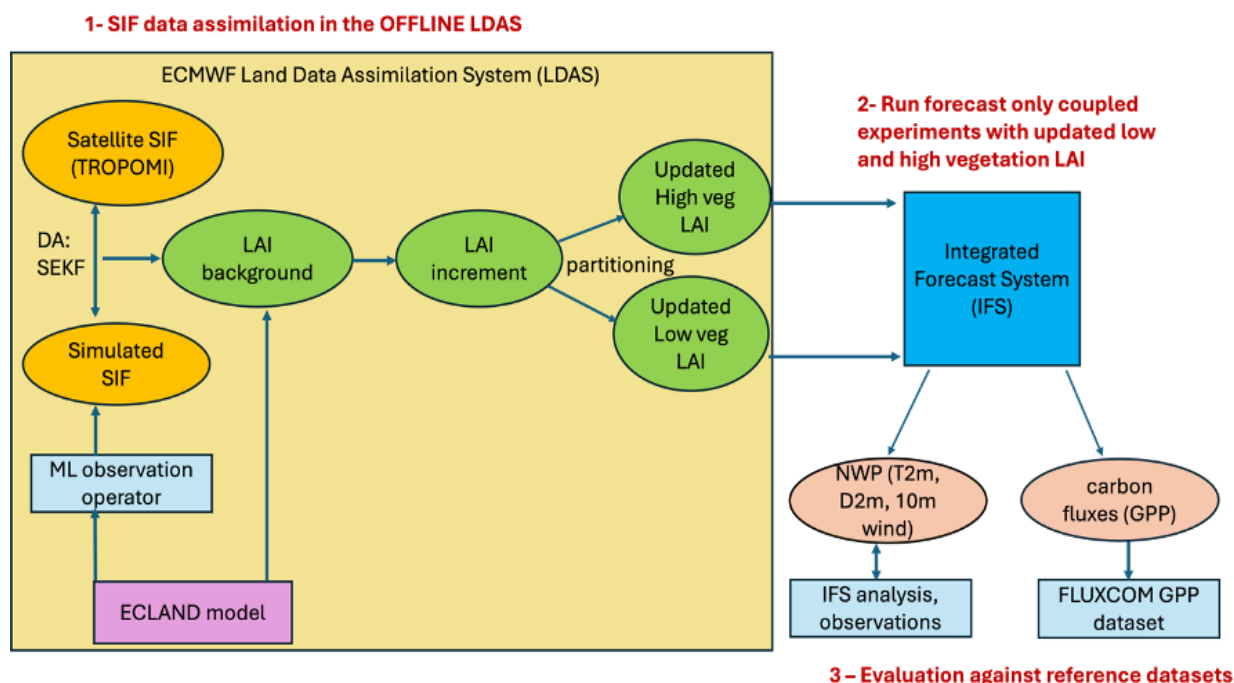 1- SIF data assimilation in the OFFLINE LDAS
ECMWF Land Data Assimilation System (LDAS)
Satellite SIF
(TROPOMI)
DA:
SEKF
LAI
background
LAI
increment
partitioning
Updated
High veg
LAI
Updated
Low veg
LAI
Simulated
SIF
ML observation
operator
ECLAND model
2- Run forecast only coupled
experiments with updated low
and high vegetation LAI
Integrated
Forecast System
(IFS)
NWP (T2m,
D2m, 10m
wind)
carbon
fluxes (GPP)
IFS analysis,
observations
FLUXCOM GPP
dataset
3 – Evaluation against reference datasets